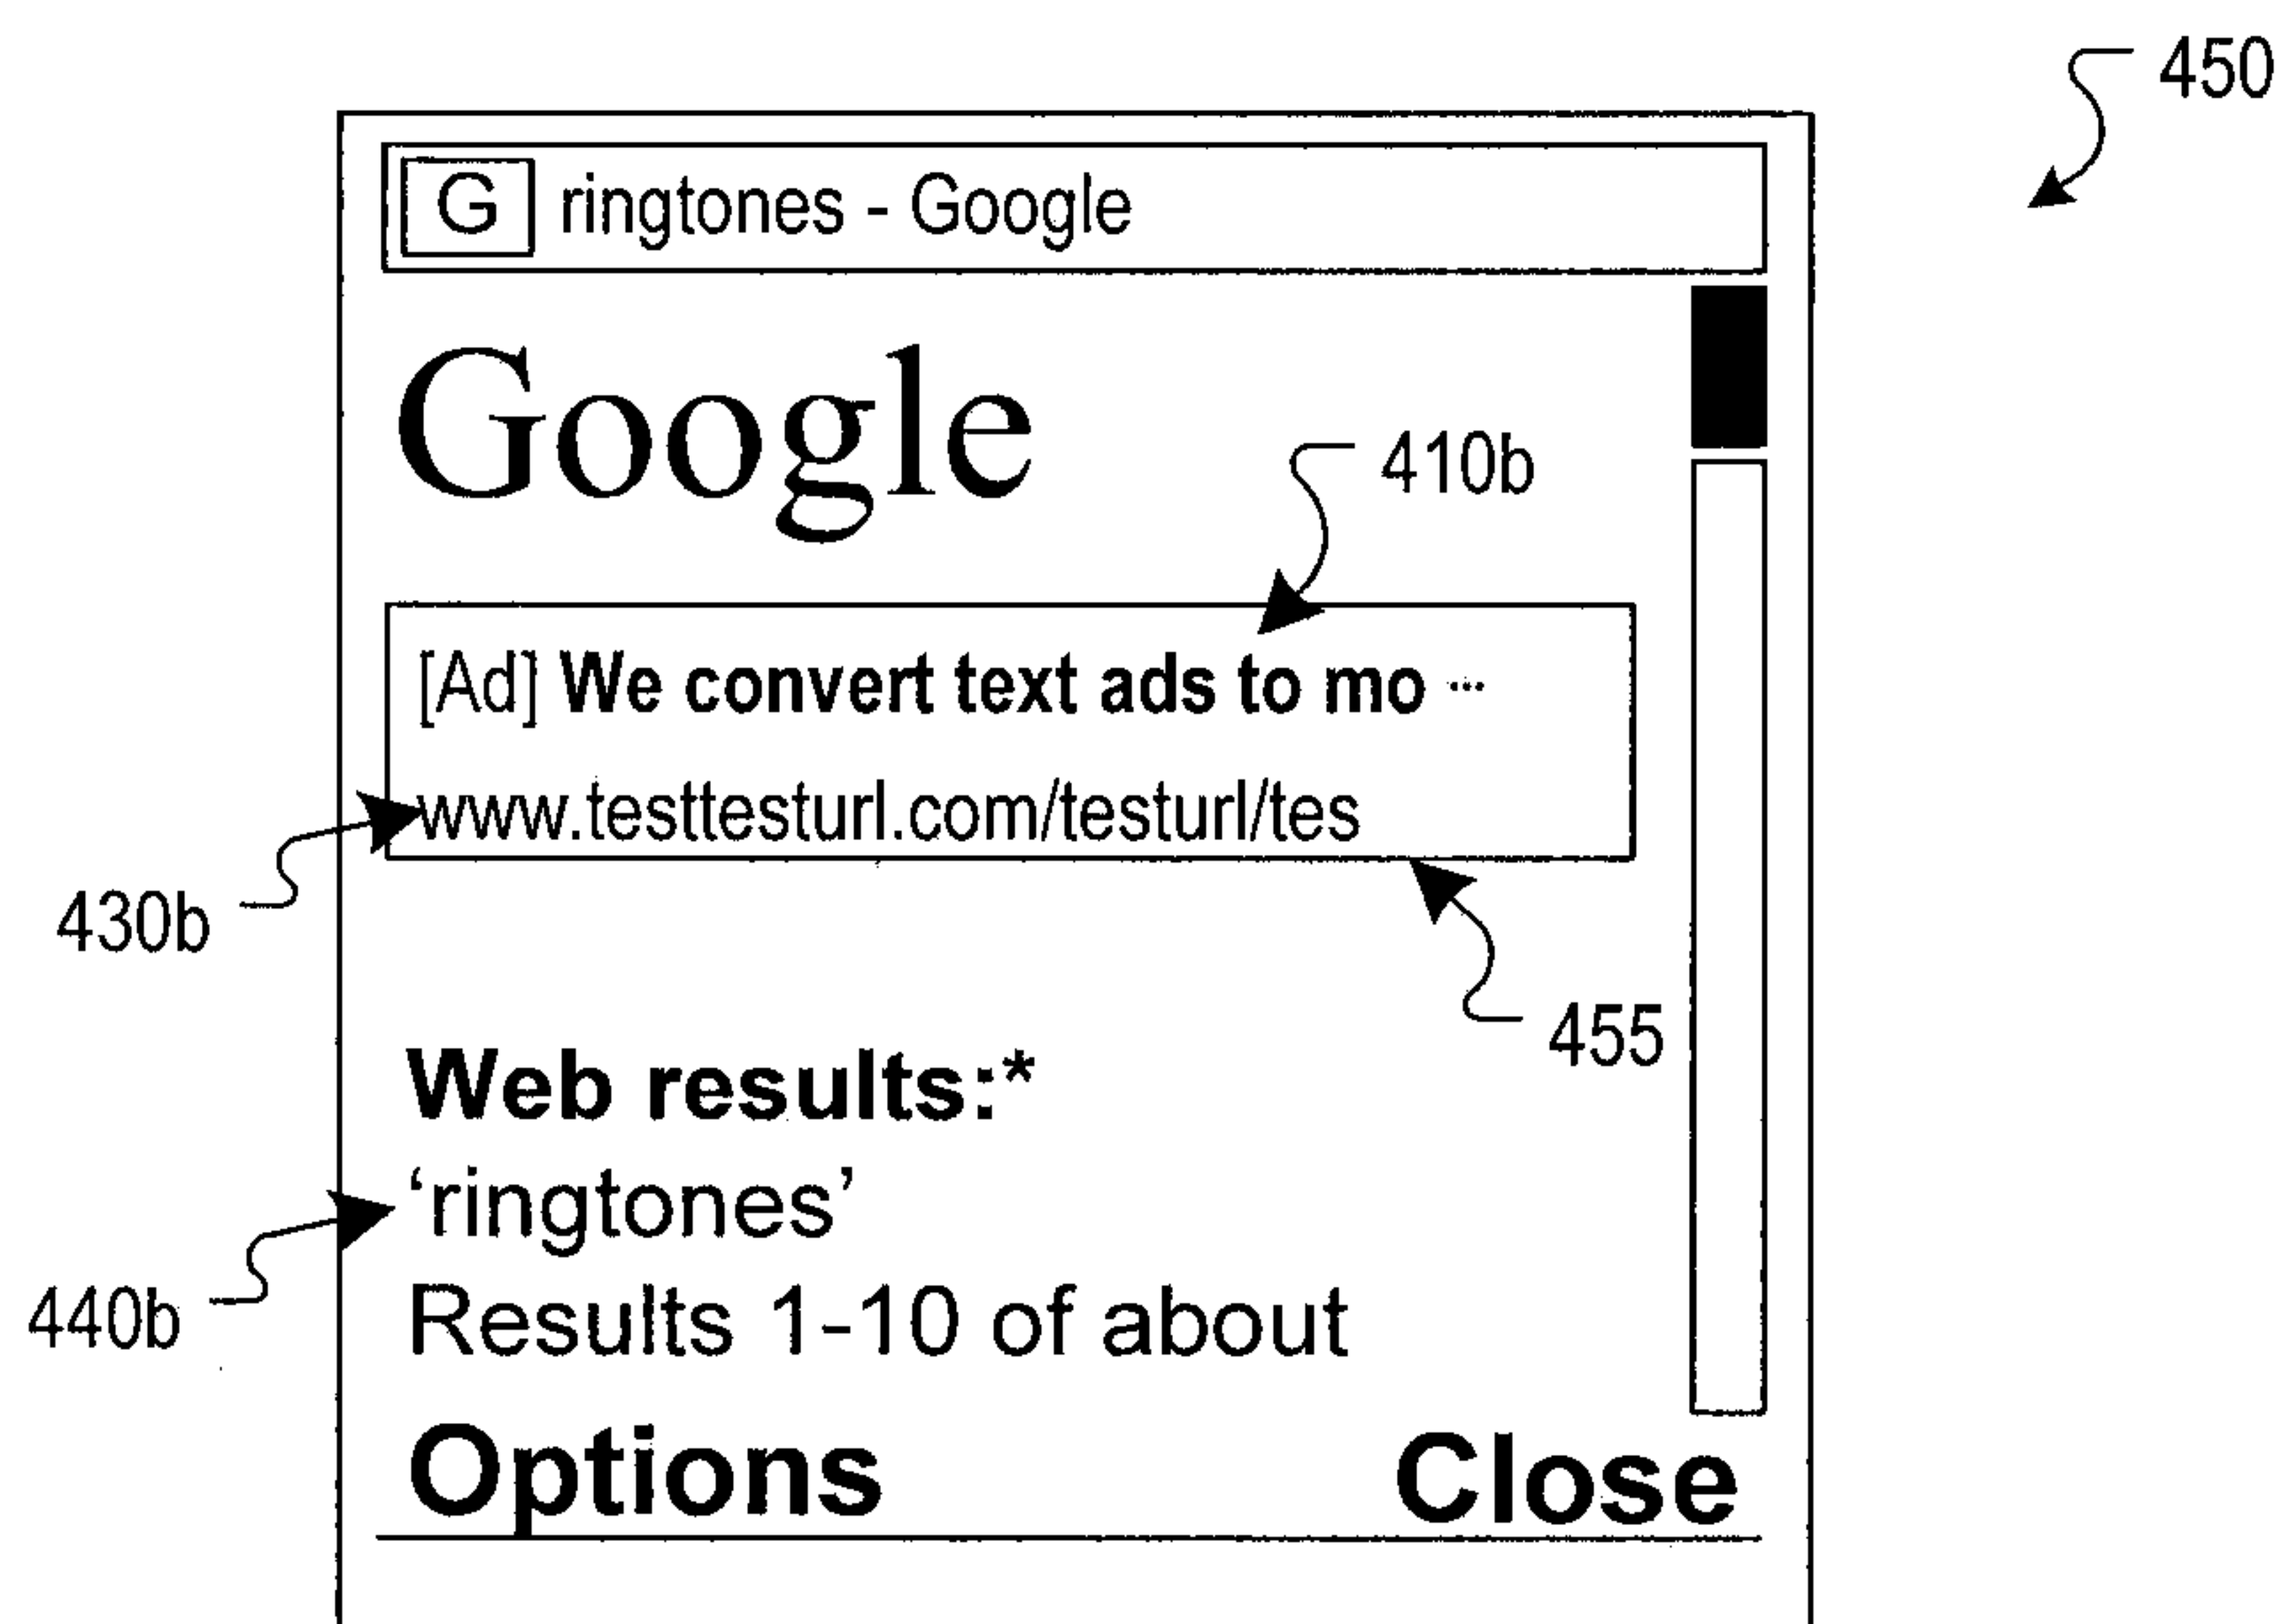 450
G ringtones - Google
Google
410b
[Ad] We convert text ads to mo ...
www.testtesturl.com/testurl/tes
430b
455
Web results:*
‘ringtones’
440b
Results 1-10 of about
Options Close